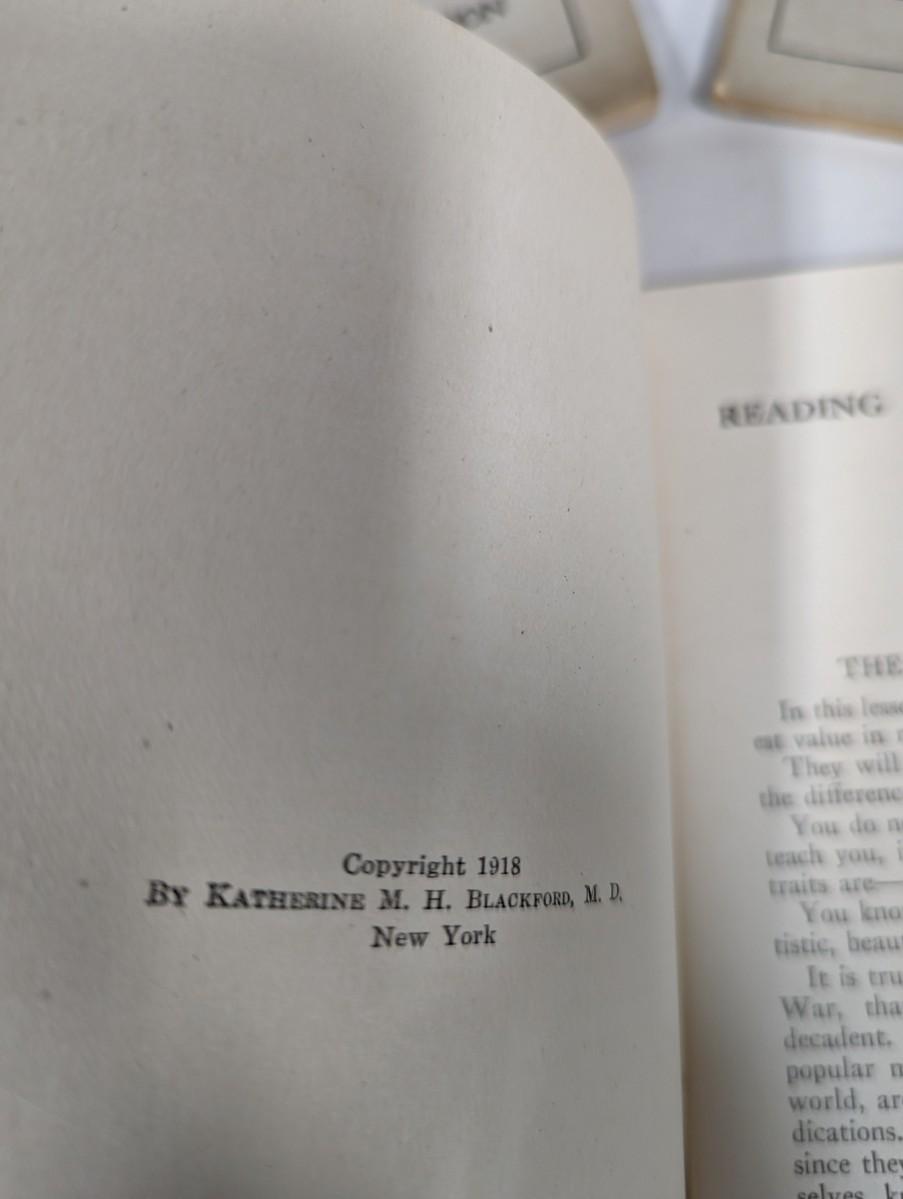 ON
Copyright 1918
BY KATHERINE M. H. BLACKFORD, M. D.
New York
READING
THE
In this less
est value in
They will
the differenc
You do n
teach you, i
traits are—
You kno
tistic, beau
It is tru
War, tha
decadent.
popular n
world, ar
dications.
since they
selves k